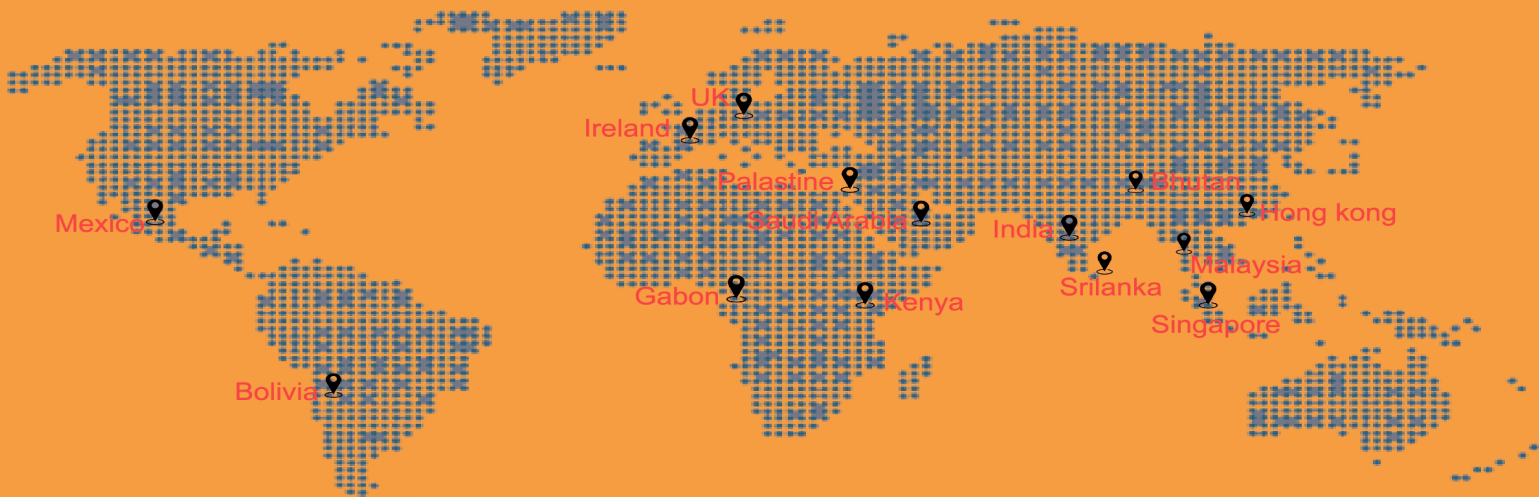 UK
Ireland
Palastine
Bhutan
Mexico
Saudi Arabia
India
Hong kong
Malaysia
Srilanka
Gabon
Kenya
Singapore
Bolivia